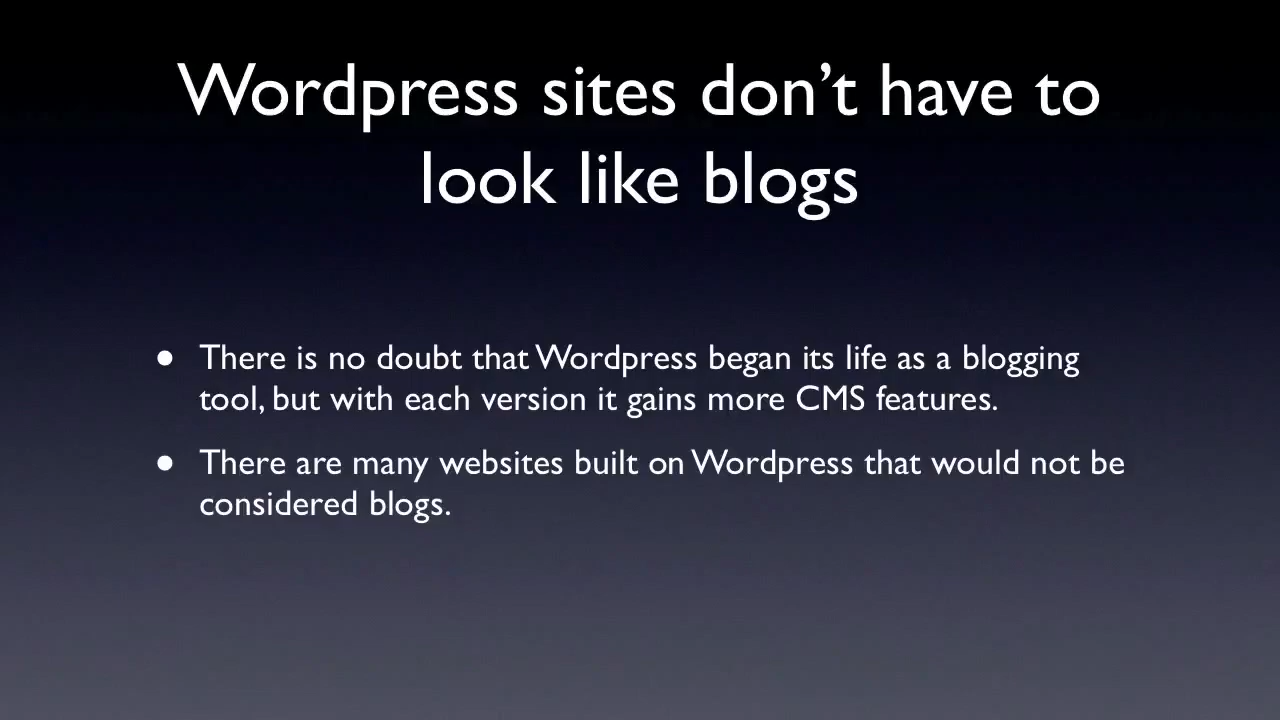 Wordpress sites don’t have to
look like blogs
• There is no doubt that Wordpress began its life as a blogging
tool, but with each version it gains more CMS features.
• There are many websites built on Wordpress that would not be
considered blogs.